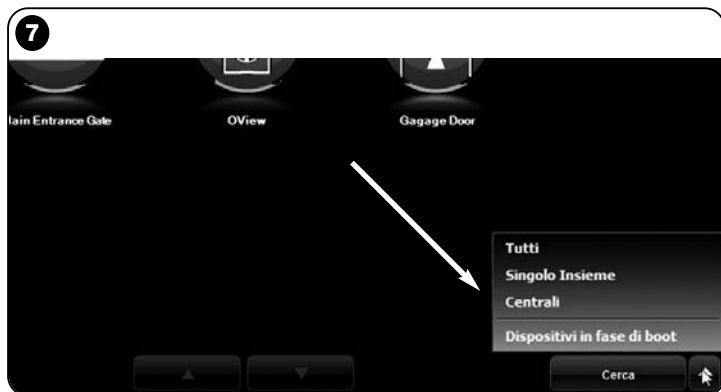 7
lain Entrance Gate
OView
Gagage Door
Tutti
Singolo Insieme
Centrali
Dispositivi in fase di boot
Cerca